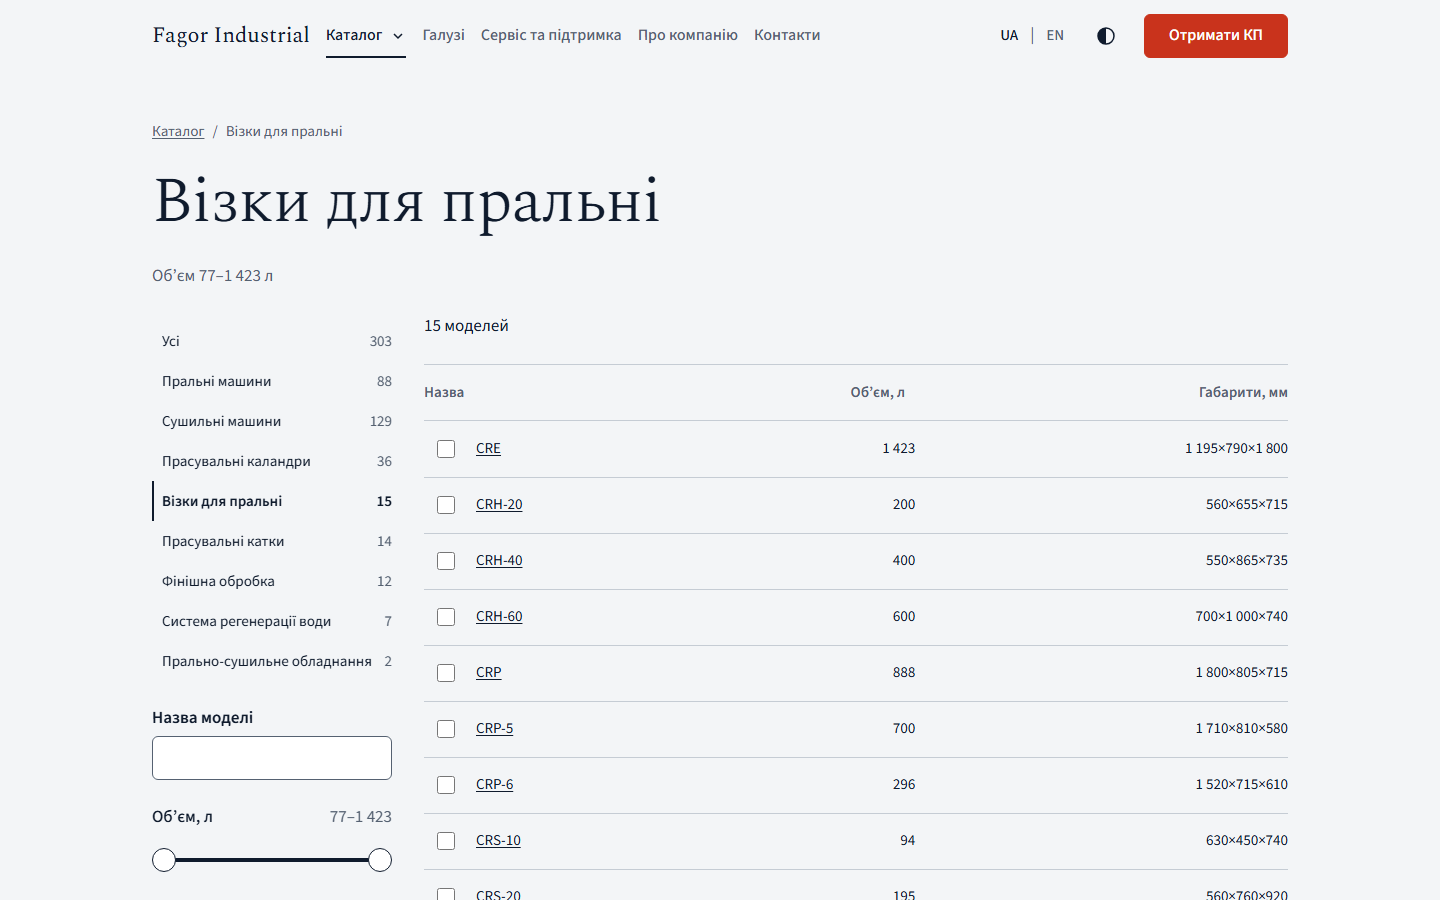 Fagor Industrial Каталог Галузі Сервіс та підтримка Про компанію Контакти UA | EN Отримати КП
Каталог / Візки для пральні
Візки для пральні
Об’єм 77–1 423 л
Усі 303
Пральні машини 88
Сушильні машини 129
Прасувальні каландри 36
Візки для пральні 15
Прасувальні катки 14
Фінішна обробка 12
Система регенерації води 7
Прально-сушильне обладнання 2
Назва моделі
Об’єм, л 77–1 423
15 моделей
Назва Об’єм, л Габарити, мм
CRE 1 423 1 195×790×1 800
CRH-20 200 560×655×715
CRH-40 400 550×865×735
CRH-60 600 700×1 000×740
CRP 888 1 800×805×715
CRP-5 700 1 710×810×580
CRP-6 296 1 520×715×610
CRS-10 94 630×450×740
CRS-20 195 560×760×920